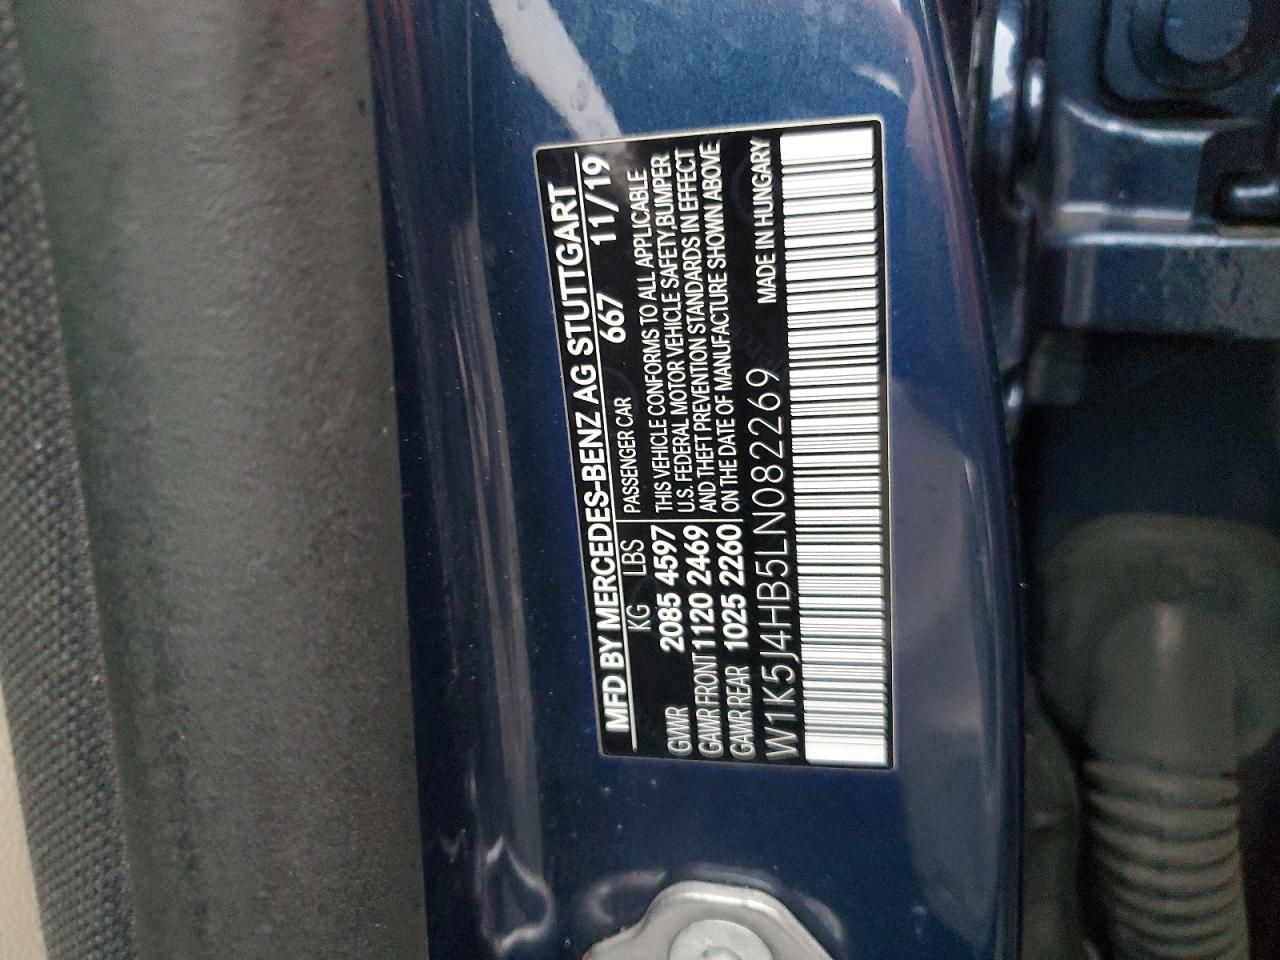 MFD BY MERCEDES-BENZ AG STUTTGART
KG LBS 667 11/19
PASSENGER CAR
GVWR 2085 4597
GAWR FRONT 1120 2469
GAWR REAR 1025 2260
THIS VEHICLE CONFORMS TO ALL APPLICABLE
U.S. FEDERAL MOTOR VEHICLE SAFETY,BUMPER
AND THEFT PREVENTION STANDARDS IN EFFECT
ON THE DATE OF MANUFACTURE SHOWN ABOVE
W1K5J4HB5LN082269 MADE IN HUNGARY